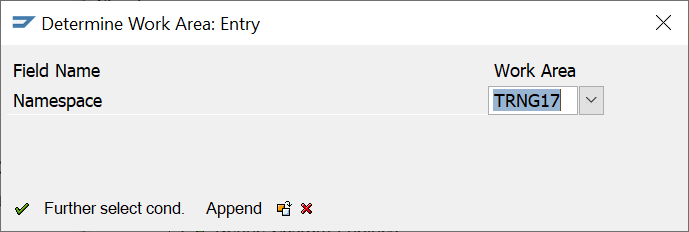 Determine Work Area: Entry
Field Name Work Area
Namespace TRNG17
Further select cond. Append